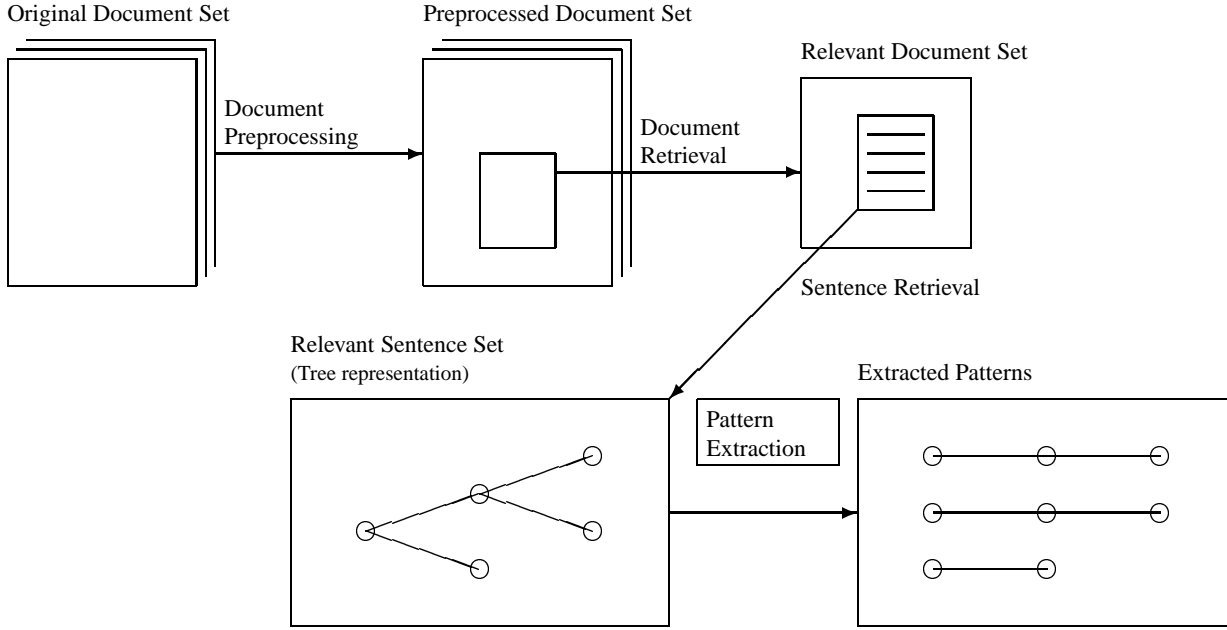 Original Document Set
Preprocessed Document Set
Relevant Document Set
Document
Preprocessing
Document
Retrieval
Sentence Retrieval
Relevant Sentence Set
(Tree representation)
Extracted Patterns
Pattern
Extraction